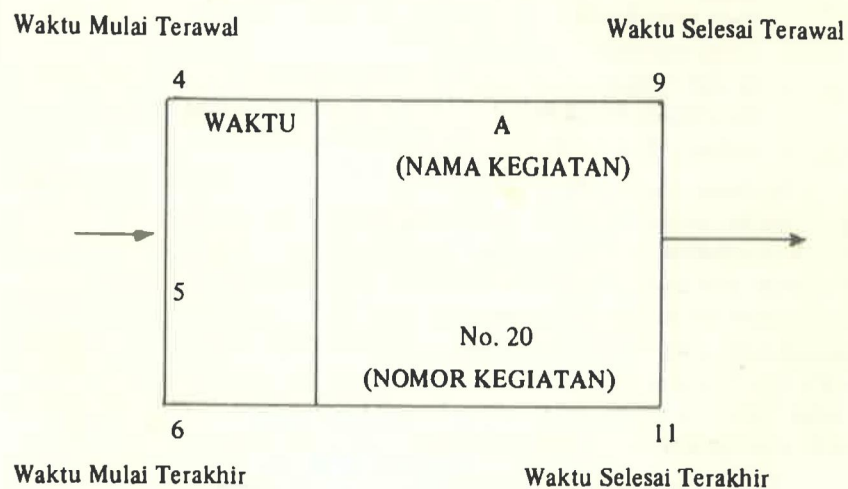 Waktu Mulai Terawal
Waktu Selesai Terawal
4
9
WAKTU
A
(NAMA KEGIATAN)
5
No. 20
(NOMOR KEGIATAN)
6
11
Waktu Mulai Terakhir
Waktu Selesai Terakhir